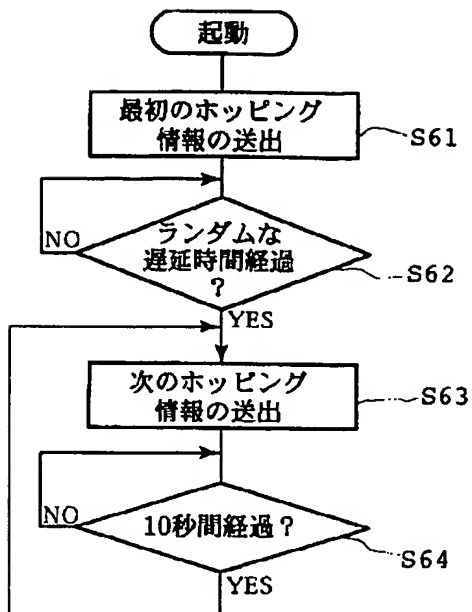 起動
最初のホッピング
情報の送出
S61
NO
ランダムな
遅延時間経過
?
S62
YES
次のホッピング
情報の送出
S63
NO
10秒間経過?
S64
YES